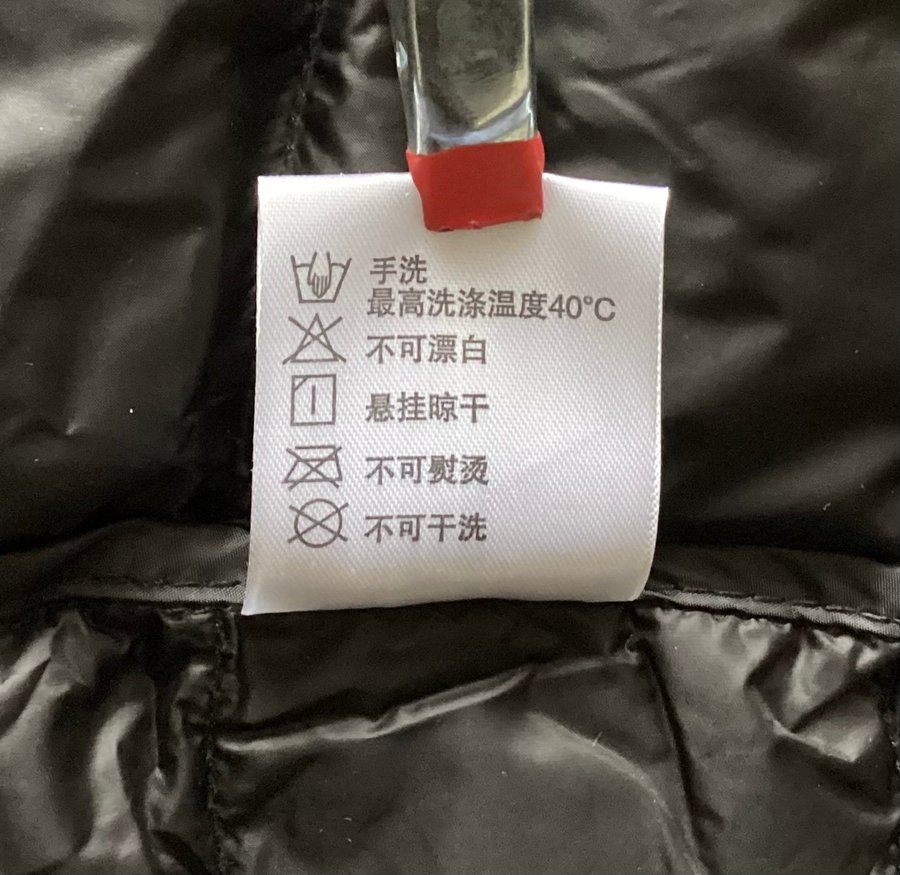 手洗
最高洗涤温度40°C
不可漂白
悬挂晾干
不可熨烫
不可干洗